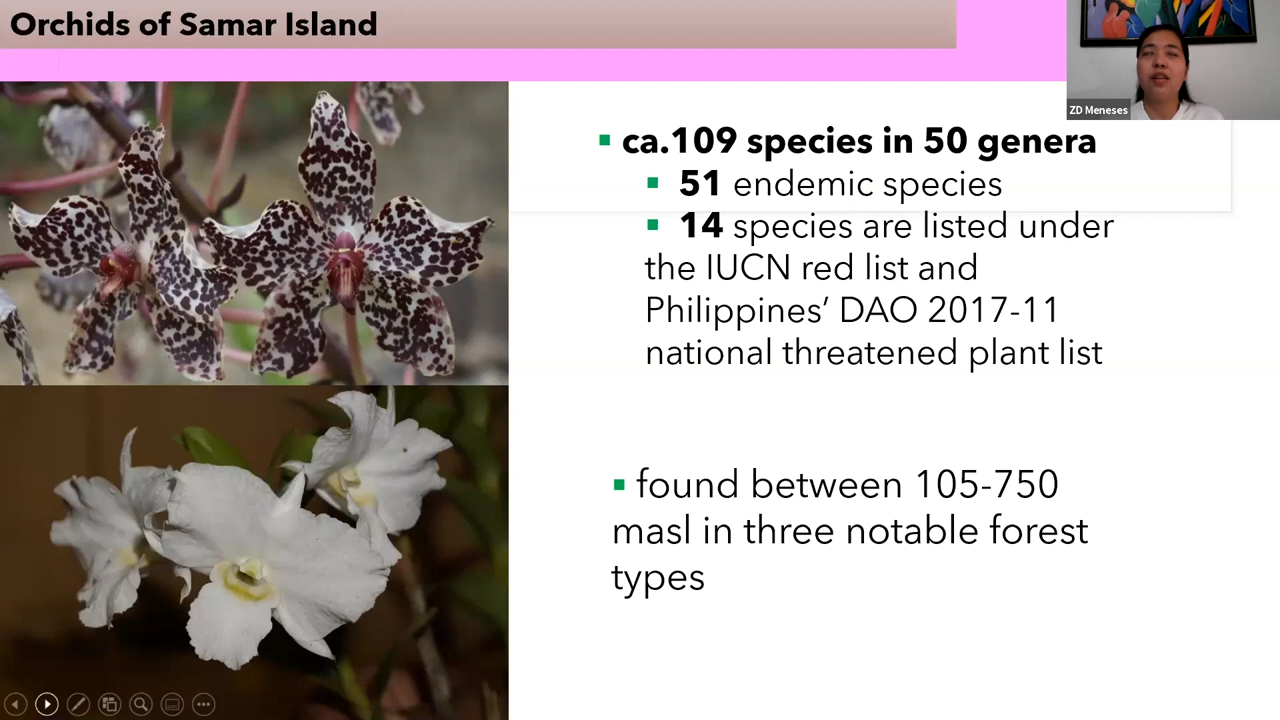 Orchids of Samar Island
ZD Meneses
▪ ca.109 species in 50 genera
▪ 51 endemic species
▪ 14 species are listed under
the IUCN red list and
Philippines’ DAO 2017-11
national threatened plant list
▪ found between 105-750
masl in three notable forest
types